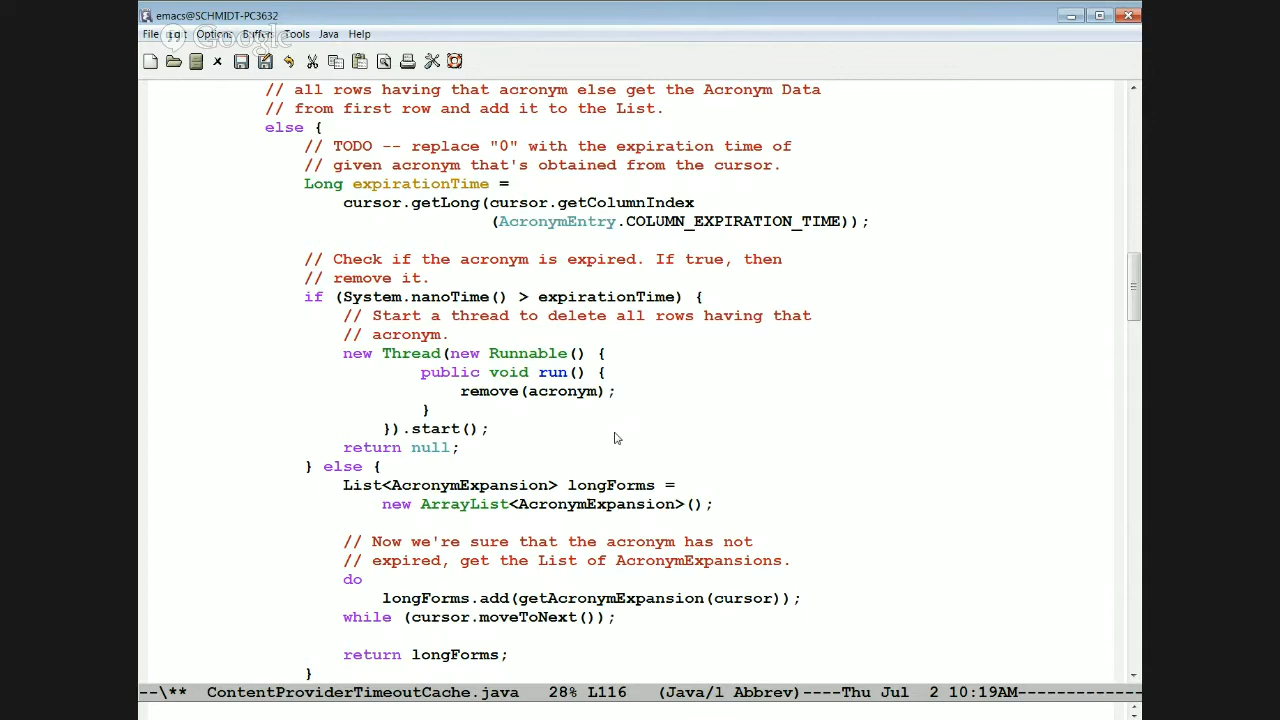 emacs@SCHMIDT-PC3632
File Edit Options Buffers Tools Java Help
Google
// all rows having that acronym else get the Acronym Data
// from first row and add it to the List.
else {
// TODO -- replace "0" with the expiration time of
// given acronym that's obtained from the cursor.
Long expirationTime =
cursor.getLong(cursor.getColumnIndex
(AcronymEntry.COLUMN_EXPIRATION_TIME));
// Check if the acronym is expired. If true, then
// remove it.
if (System.nanoTime() > expirationTime) {
// Start a thread to delete all rows having that
// acronym.
new Thread(new Runnable() {
public void run() {
remove(acronym);
}
}).start();
return null;
} else {
List<AcronymExpansion> longForms =
new ArrayList<AcronymExpansion>();
// Now we're sure that the acronym has not
// expired, get the List of AcronymExpansions.
do
longForms.add(getAcronymExpansion(cursor));
while (cursor.moveToNext());
return longForms;
}
--\** ContentProviderTimeoutCache.java 28% L116 (Java/l Abbrev)----Thu Jul 2 10:19AM-------------